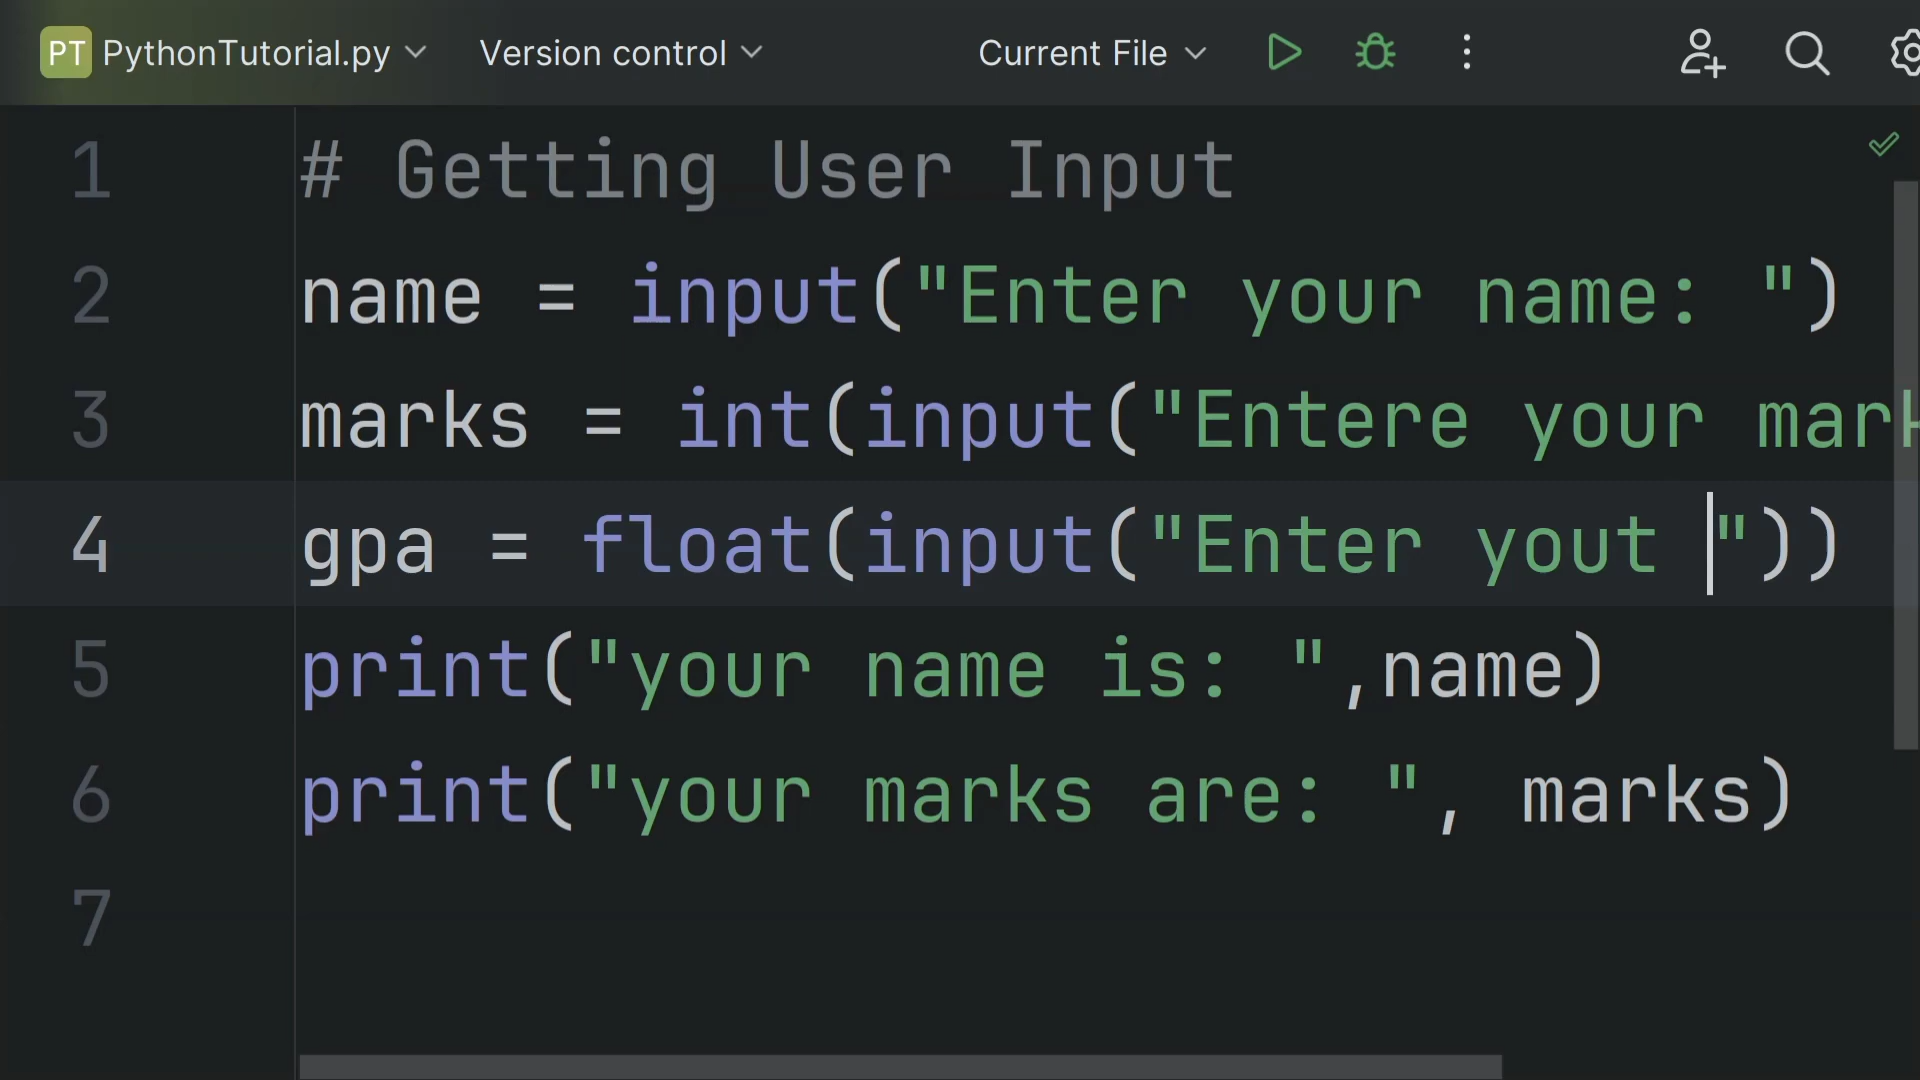 PT PythonTutorial.py Version control Current File
1 # Getting User Input
2 name = input("Enter your name: ")
3 marks = int(input("Entere your mark
4 gpa = float(input("Enter yout "))
5 print("your name is: ",name)
6 print("your marks are: ", marks)
7